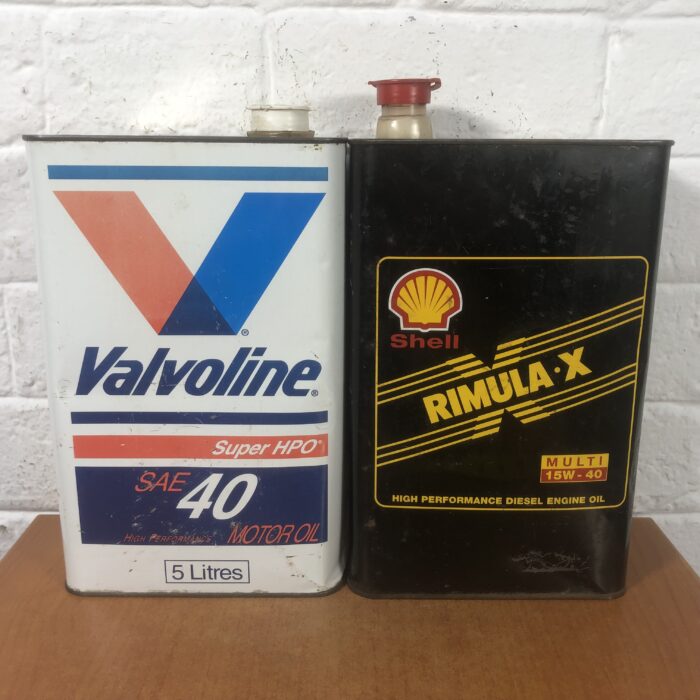 Valvoline®
Super HPO®
SAE 40
HIGH PERFORMANCE MOTOR OIL
5 Litres
Shell
RIMULA·X
MULTI
15W-40
HIGH PERFORMANCE DIESEL ENGINE OIL